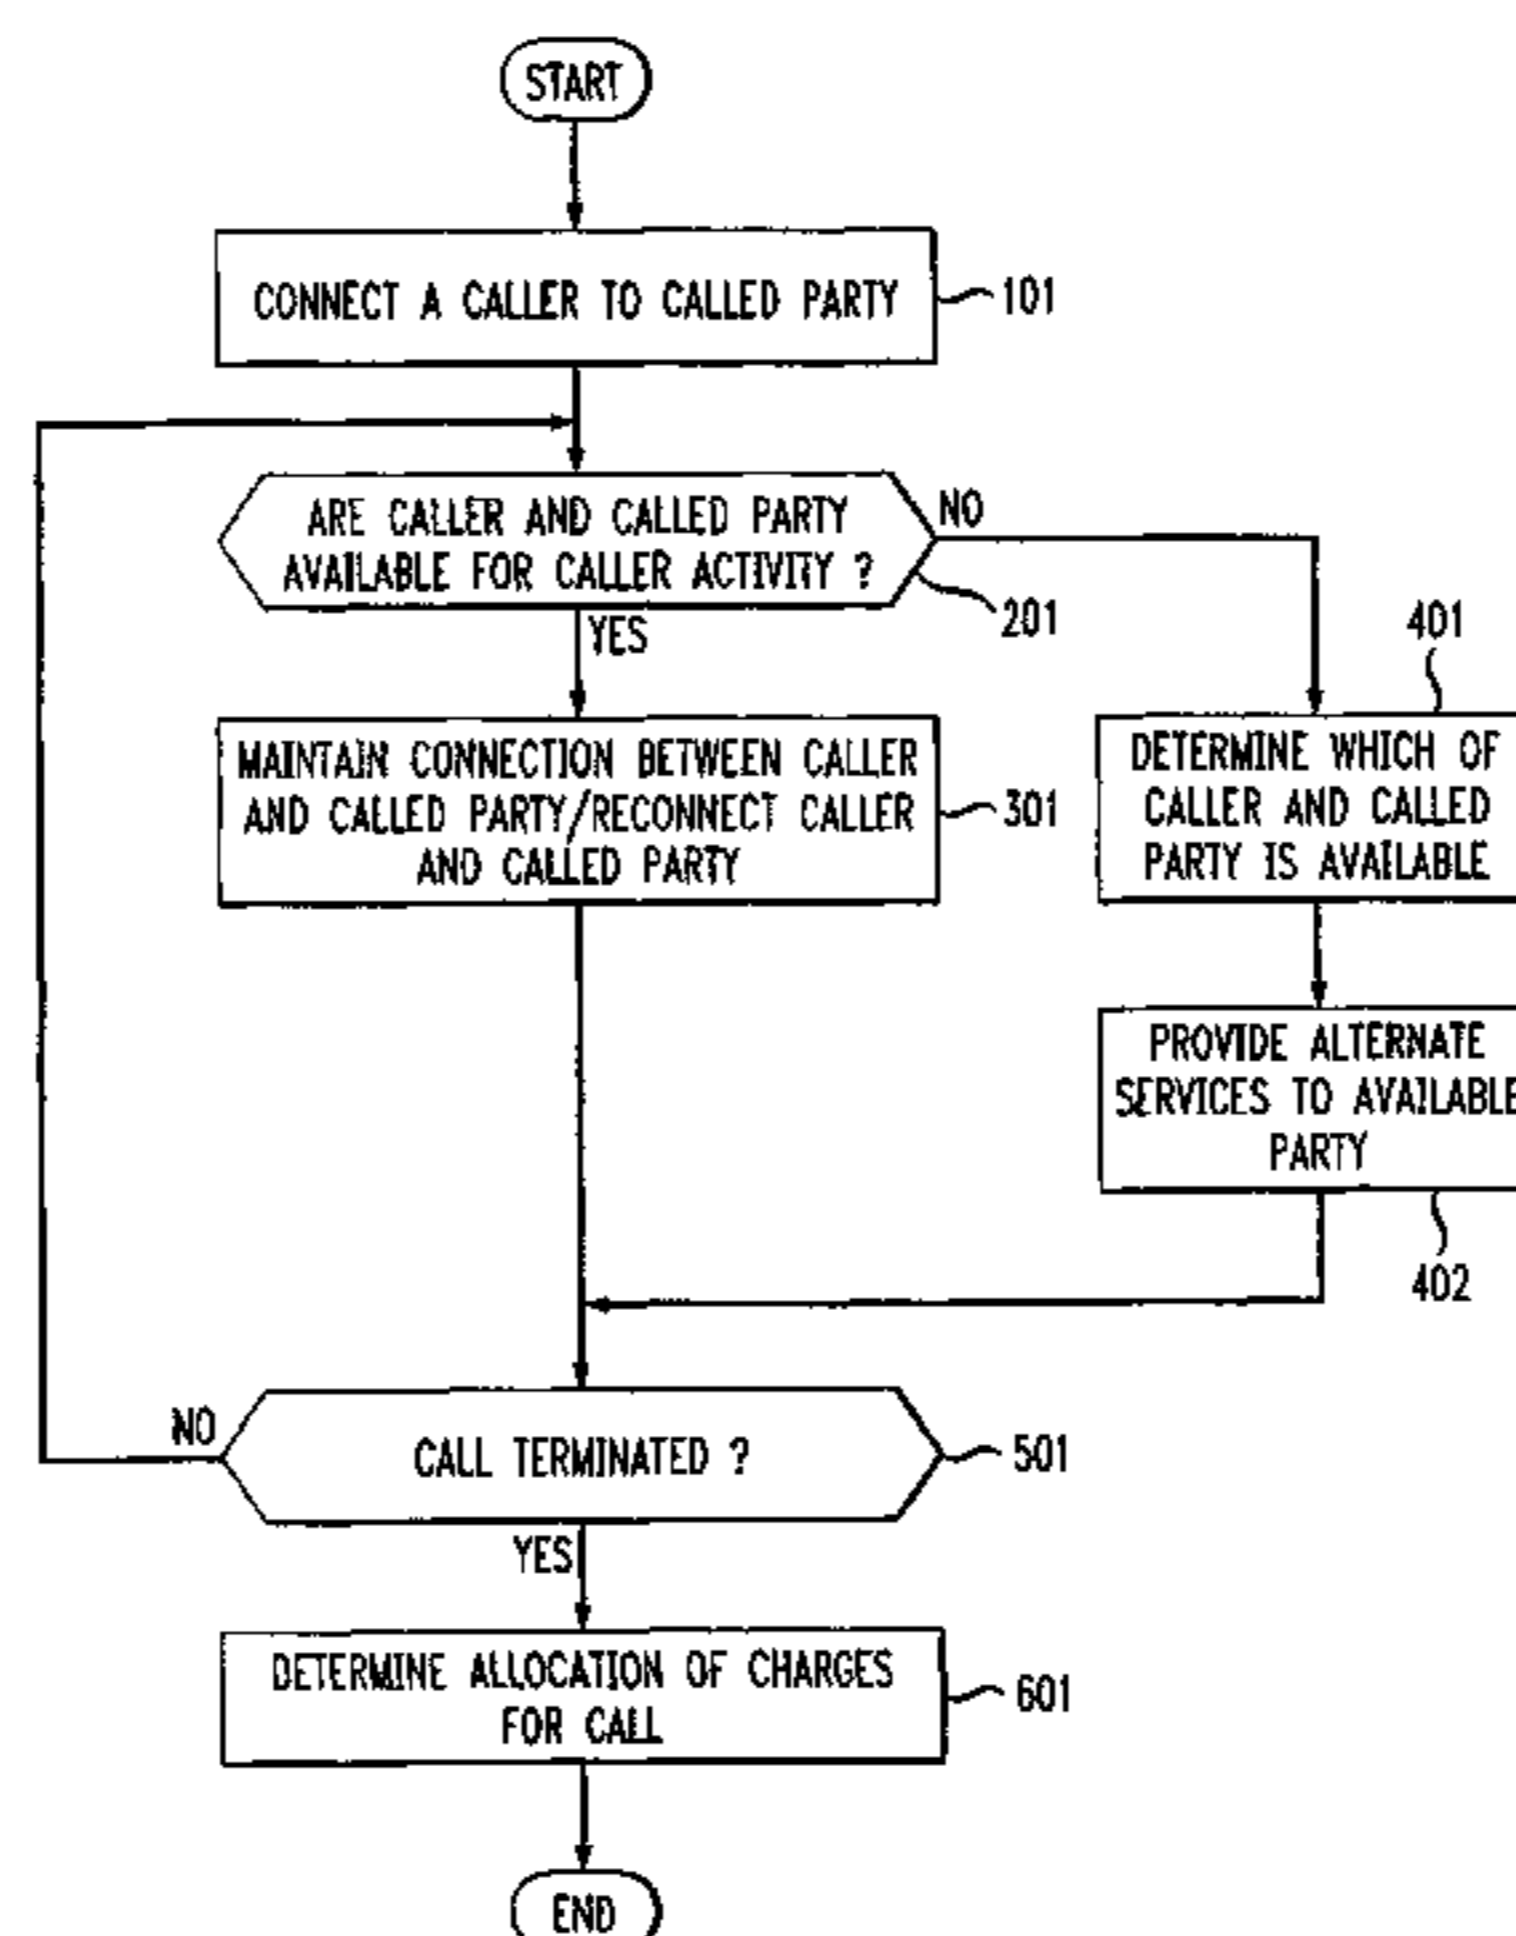 START
CONNECT A CALLER TO CALLED PARTY
101
ARE CALLER AND CALLED PARTY
AVAILABLE FOR CALLER ACTIVITY ?
NO
201
YES
401
MAINTAIN CONNECTION BETWEEN CALLER
AND CALLED PARTY/RECONNECT CALLER
AND CALLED PARTY
301
DETERMINE WHICH OF
CALLER AND CALLED
PARTY IS AVAILABLE
PROVIDE ALTERNATE
SERVICES TO AVAILABLE
PARTY
402
NO
CALL TERMINATED ?
501
YES
DETERMINE ALLOCATION OF CHARGES
FOR CALL
601
END